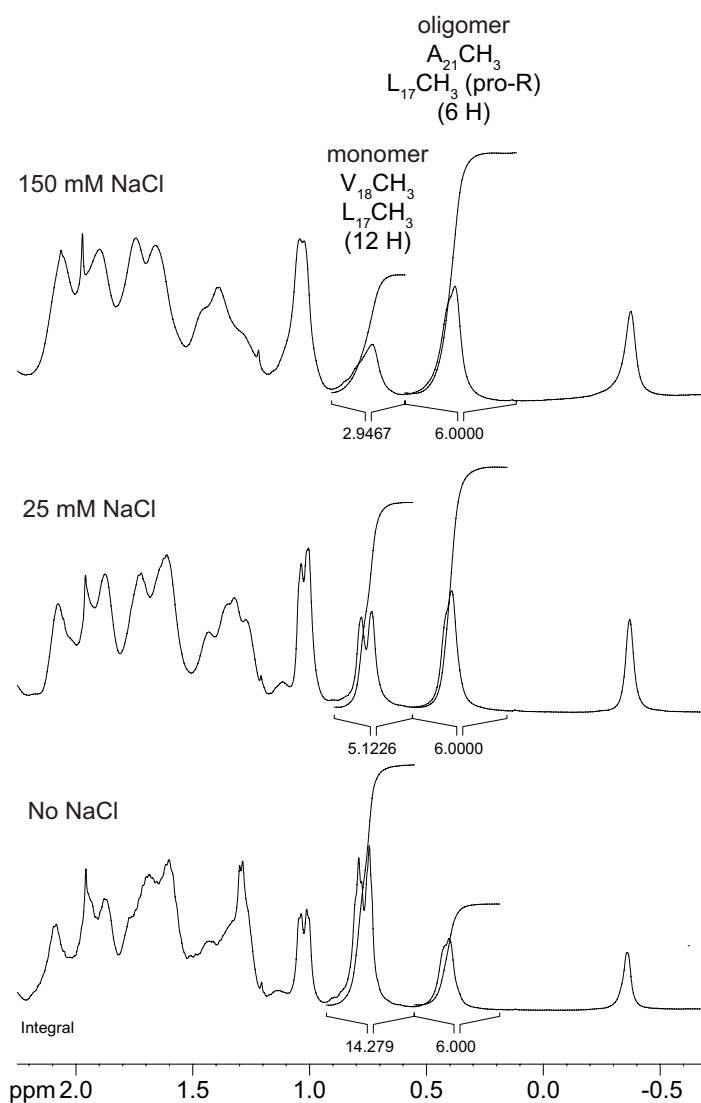 oligomer
A₂₁CH₃
L₁₇CH₃ (pro-R)
(6 H)
monomer
V₁₈CH₃
L₁₇CH₃
(12 H)
150 mM NaCl
2.9467 6.0000
25 mM NaCl
5.1226 6.0000
No NaCl
Integral
14.279 6.000
ppm 2.0 1.5 1.0 0.5 0.0 -0.5